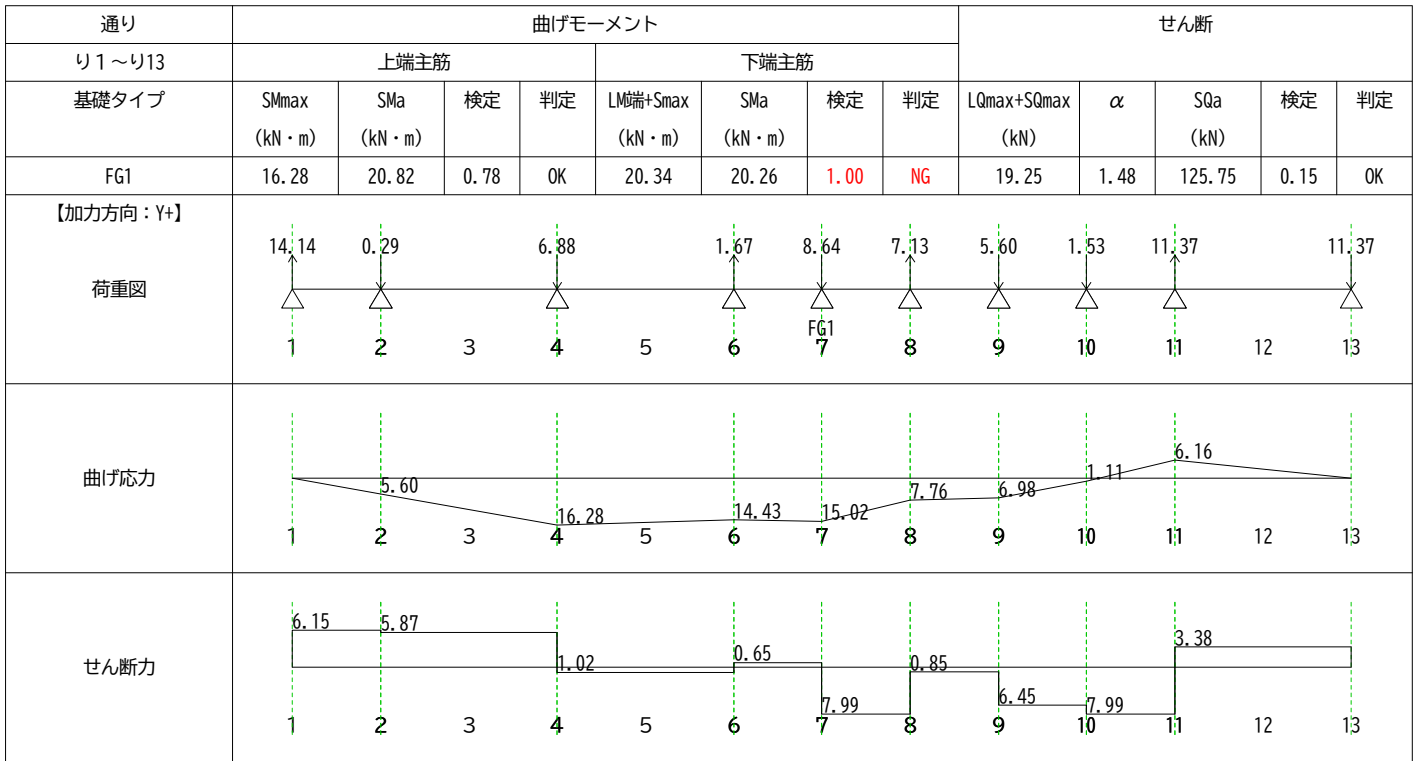 通り 曲げモーメント せん断
り1～り13 上端主筋 下端主筋
基礎タイプ SMmax SMa 検定 判定 LM端+Smax SMa 検定 判定 LQmax+SQmax α SQa 検定 判定
(kN・m) (kN・m) (kN・m) (kN・m) (kN) (kN)
FG1 16.28 20.82 0.78 OK 20.34 20.26 1.00 NG 19.25 1.48 125.75 0.15 OK
【加力方向：Y+】
14.14 0.29 6.88 1.67 8.64 7.13 5.60 1.53 11.37 11.37
荷重図
FG1
1 2 3 4 5 6 7 8 9 10 11 12 13
6.16
1.11
曲げ応力
5.60 7.76 6.98
16.28 14.43 15.02
1 2 3 4 5 6 7 8 9 10 11 12 13
6.15 5.87
3.38
1.02 0.65 0.85
せん断力
7.99 6.45 7.99
1 2 3 4 5 6 7 8 9 10 11 12 13